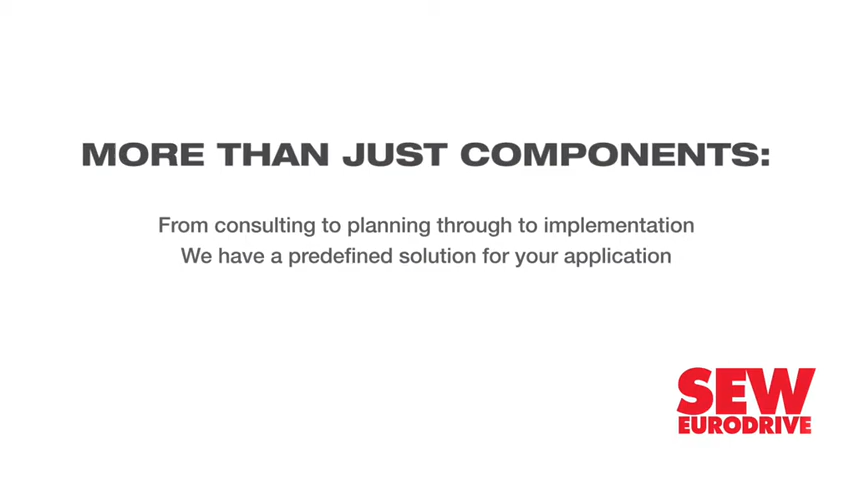 MORE THAN JUST COMPONENTS:
From consulting to planning through to implementation
We have a predefined solution for your application
SEW
EURODRIVE